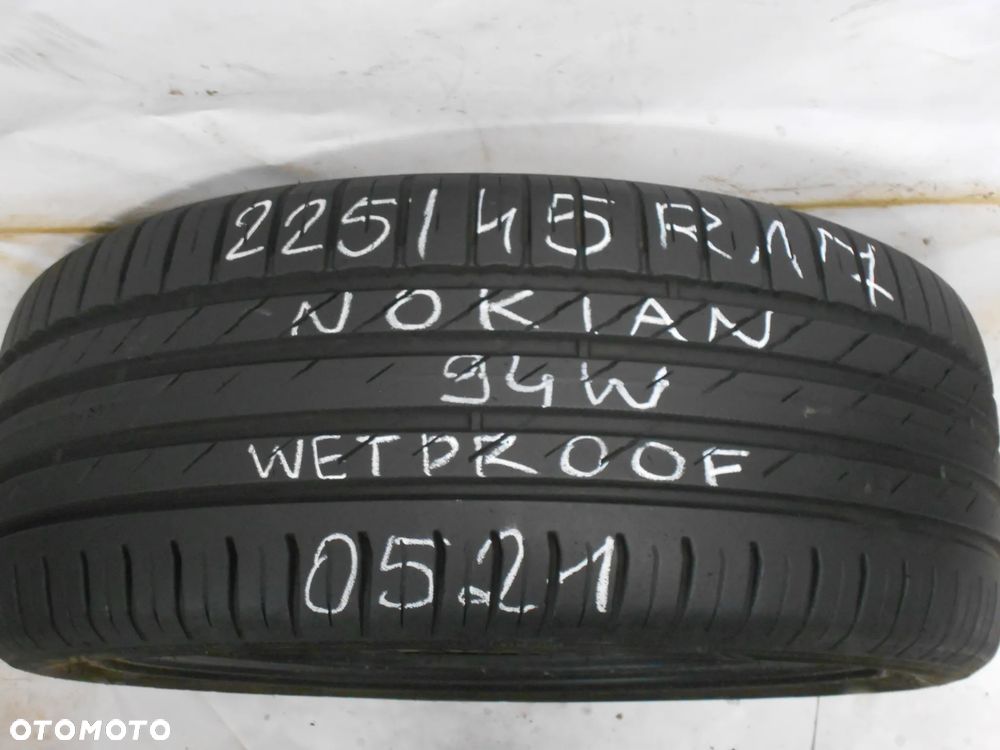 225/45 R17
NOKIAN
94W
WETPROOF
0521
OTOMOTO